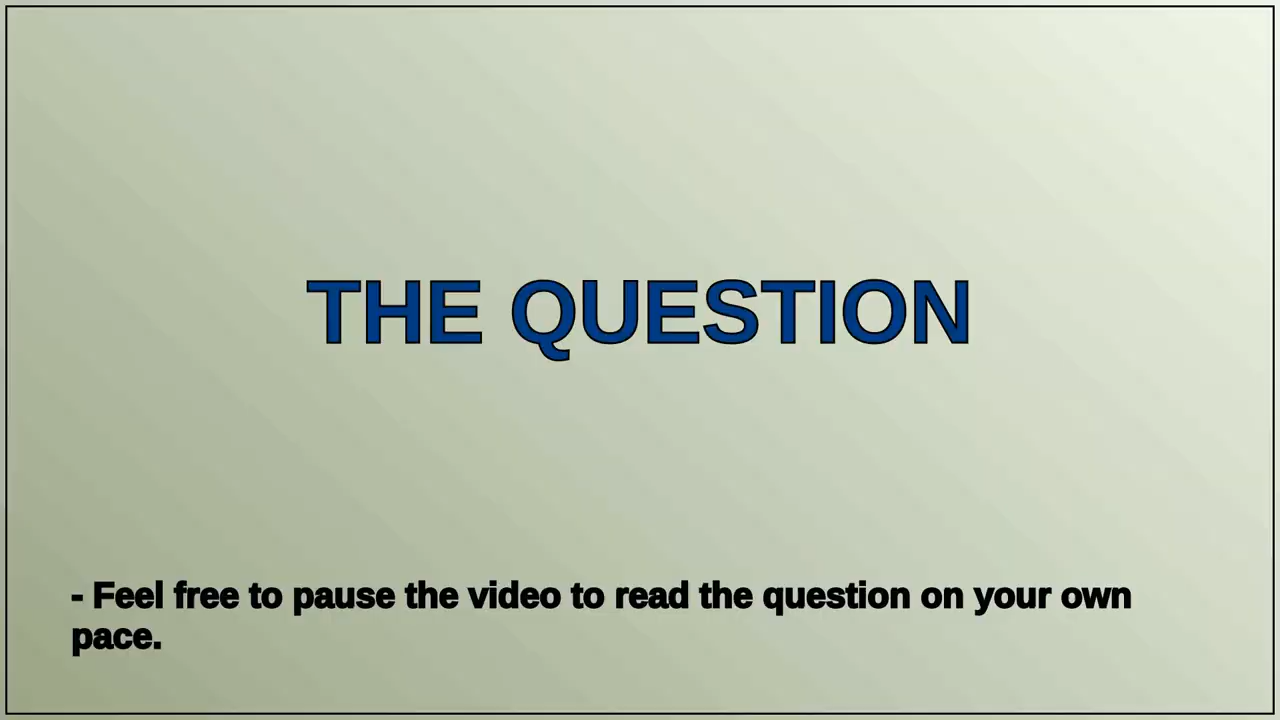 THE QUESTION
- Feel free to pause the video to read the question on your own
pace.